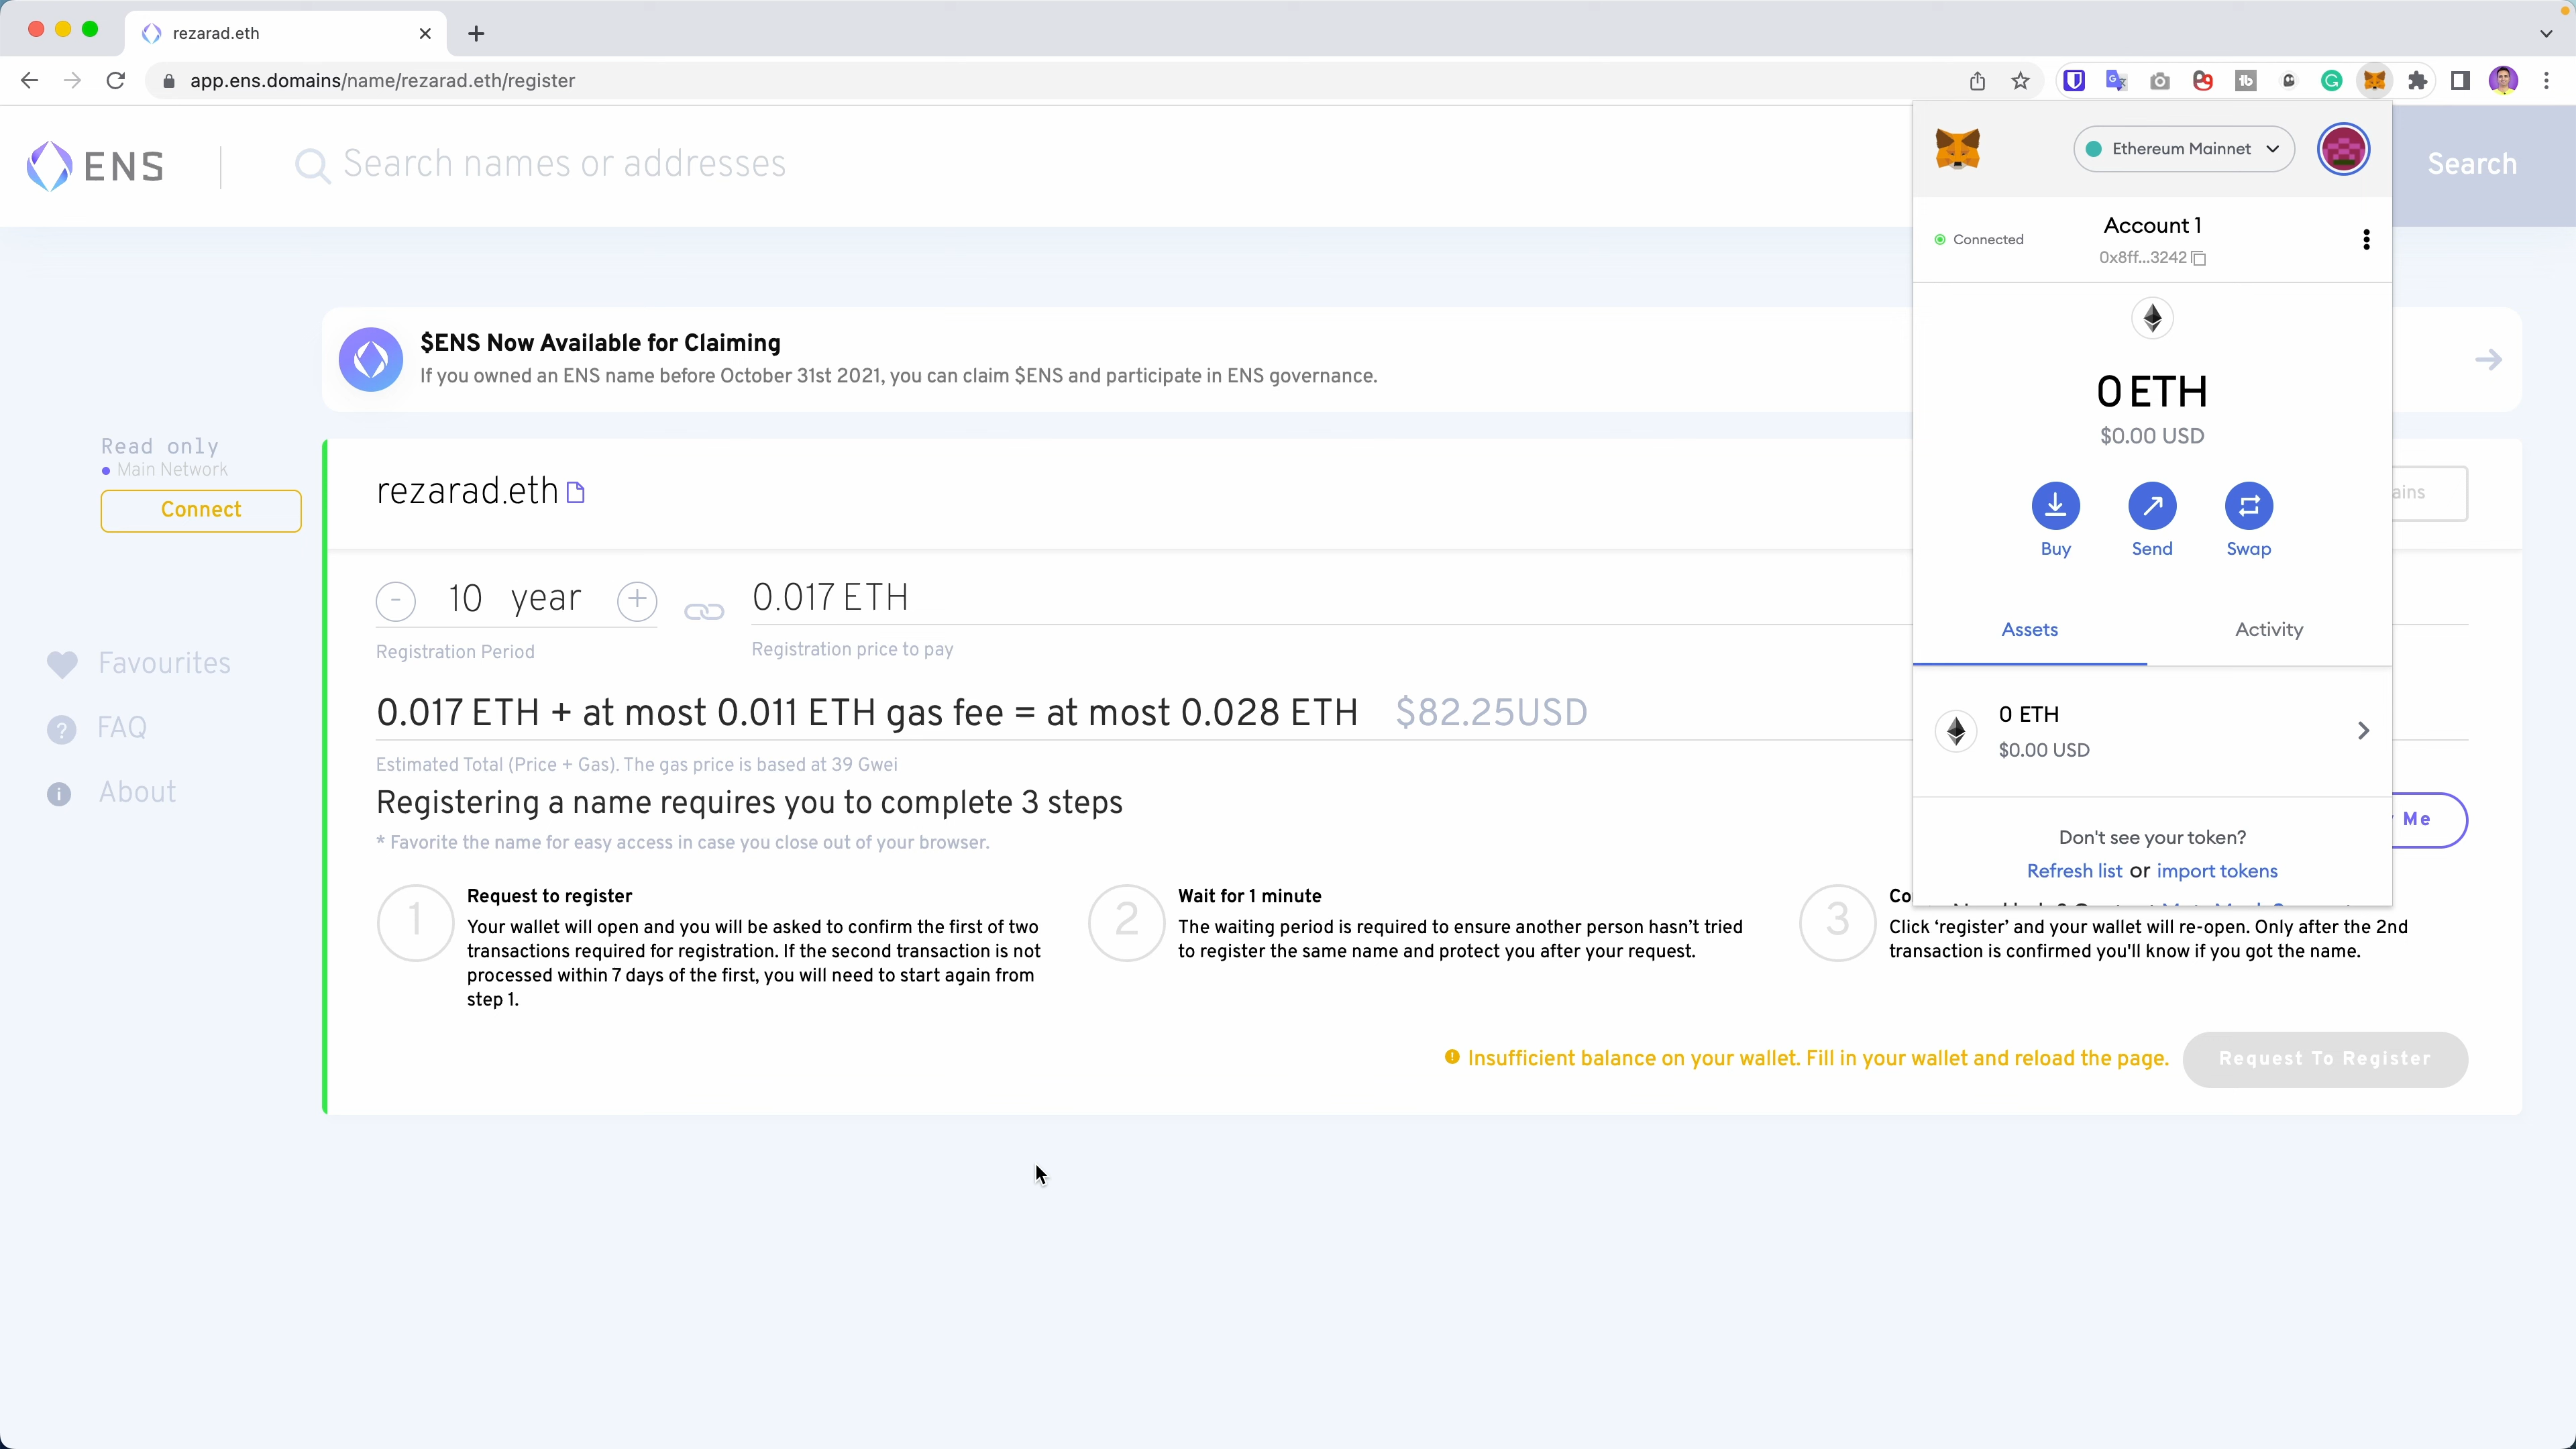 rezarad.eth
app.ens.domains/name/rezarad.eth/register
ENS
Search names or addresses
Search
Ethereum Mainnet
Connected
Account 1
0x8ff...3242
0 ETH
$0.00 USD
Buy
Send
Swap
Assets
Activity
0 ETH
$0.00 USD
Don't see your token?
Refresh list or import tokens
$ENS Now Available for Claiming
If you owned an ENS name before October 31st 2021, you can claim $ENS and participate in ENS governance.
Read only
Main Network
Connect
Favourites
FAQ
About
rezarad.eth
10 year
Registration Period
0.017 ETH
Registration price to pay
0.017 ETH + at most 0.011 ETH gas fee = at most 0.028 ETH $82.25USD
Estimated Total (Price + Gas). The gas price is based at 39 Gwei
Registering a name requires you to complete 3 steps
* Favorite the name for easy access in case you close out of your browser.
Me
1
Request to register
Your wallet will open and you will be asked to confirm the first of two
transactions required for registration. If the second transaction is not
processed within 7 days of the first, you will need to start again from
step 1.
2
Wait for 1 minute
The waiting period is required to ensure another person hasn't tried
to register the same name and protect you after your request.
3
Click ‘register’ and your wallet will re-open. Only after the 2nd
transaction is confirmed you'll know if you got the name.
Insufficient balance on your wallet. Fill in your wallet and reload the page.
Request To Register